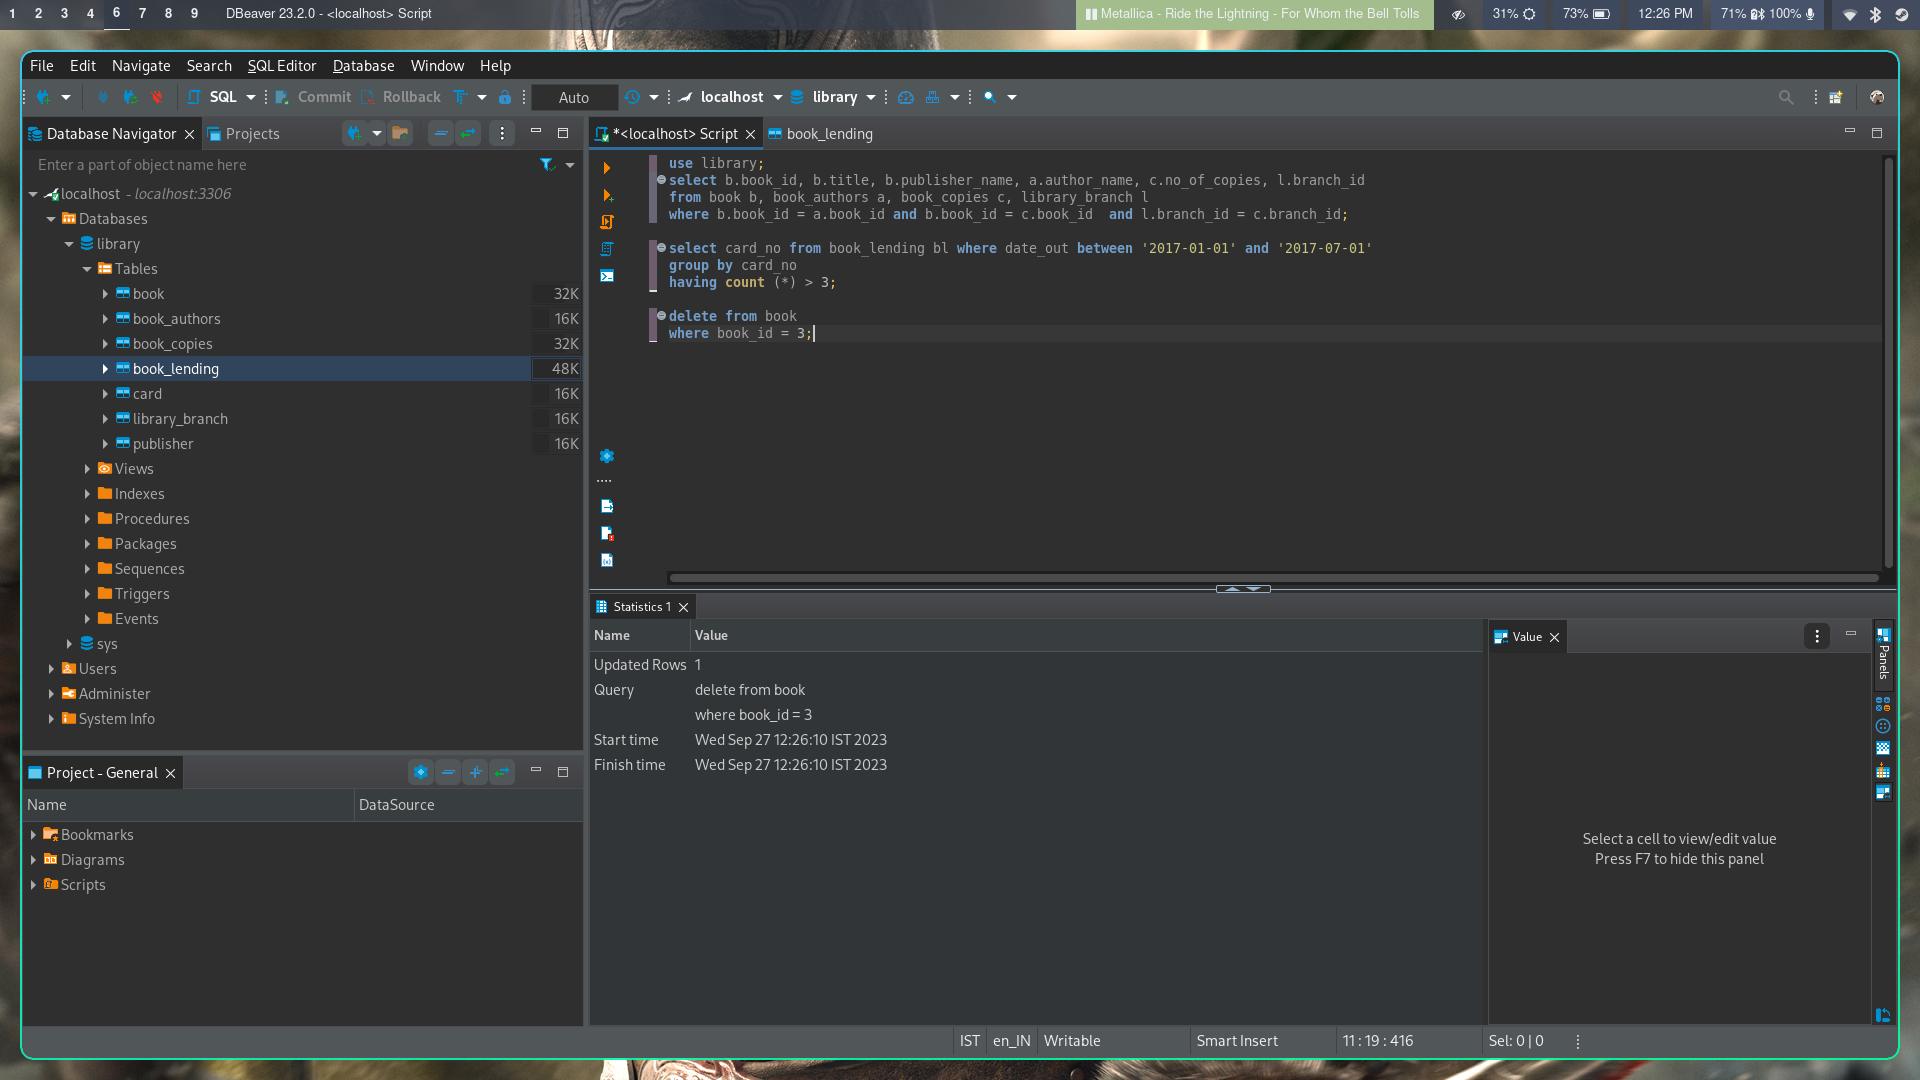 1 2 3 4 6 7 8 9 DBeaver 23.2.0 - <localhost> Script Metallica - Ride the Lightning - For Whom the Bell Tolls 31% 73% 12:26 PM 71% 100%
File Edit Navigate Search SQL Editor Database Window Help
SQL Commit Rollback Auto localhost library
Database Navigator Projects
Enter a part of object name here
localhost - localhost:3306
Databases
library
Tables
book 32K
book_authors 16K
book_copies 32K
book_lending 48K
card 16K
library_branch 16K
publisher 16K
Views
Indexes
Procedures
Packages
Sequences
Triggers
Events
sys
Users
Administer
System Info
Project - General
Name DataSource
Bookmarks
Diagrams
Scripts
*<localhost> Script book_lending
use library;
select b.book_id, b.title, b.publisher_name, a.author_name, c.no_of_copies, l.branch_id
from book b, book_authors a, book_copies c, library_branch l
where b.book_id = a.book_id and b.book_id = c.book_id  and l.branch_id = c.branch_id;
select card_no from book_lending bl where date_out between '2017-01-01' and '2017-07-01'
group by card_no
having count (*) > 3;
delete from book
where book_id = 3;
Statistics 1
Name Value
Updated Rows 1
Query delete from book
where book_id = 3
Start time Wed Sep 27 12:26:10 IST 2023
Finish time Wed Sep 27 12:26:10 IST 2023
Value
Select a cell to view/edit value
Press F7 to hide this panel
Panels
IST en_IN Writable Smart Insert 11 : 19 : 416 Sel: 0 | 0